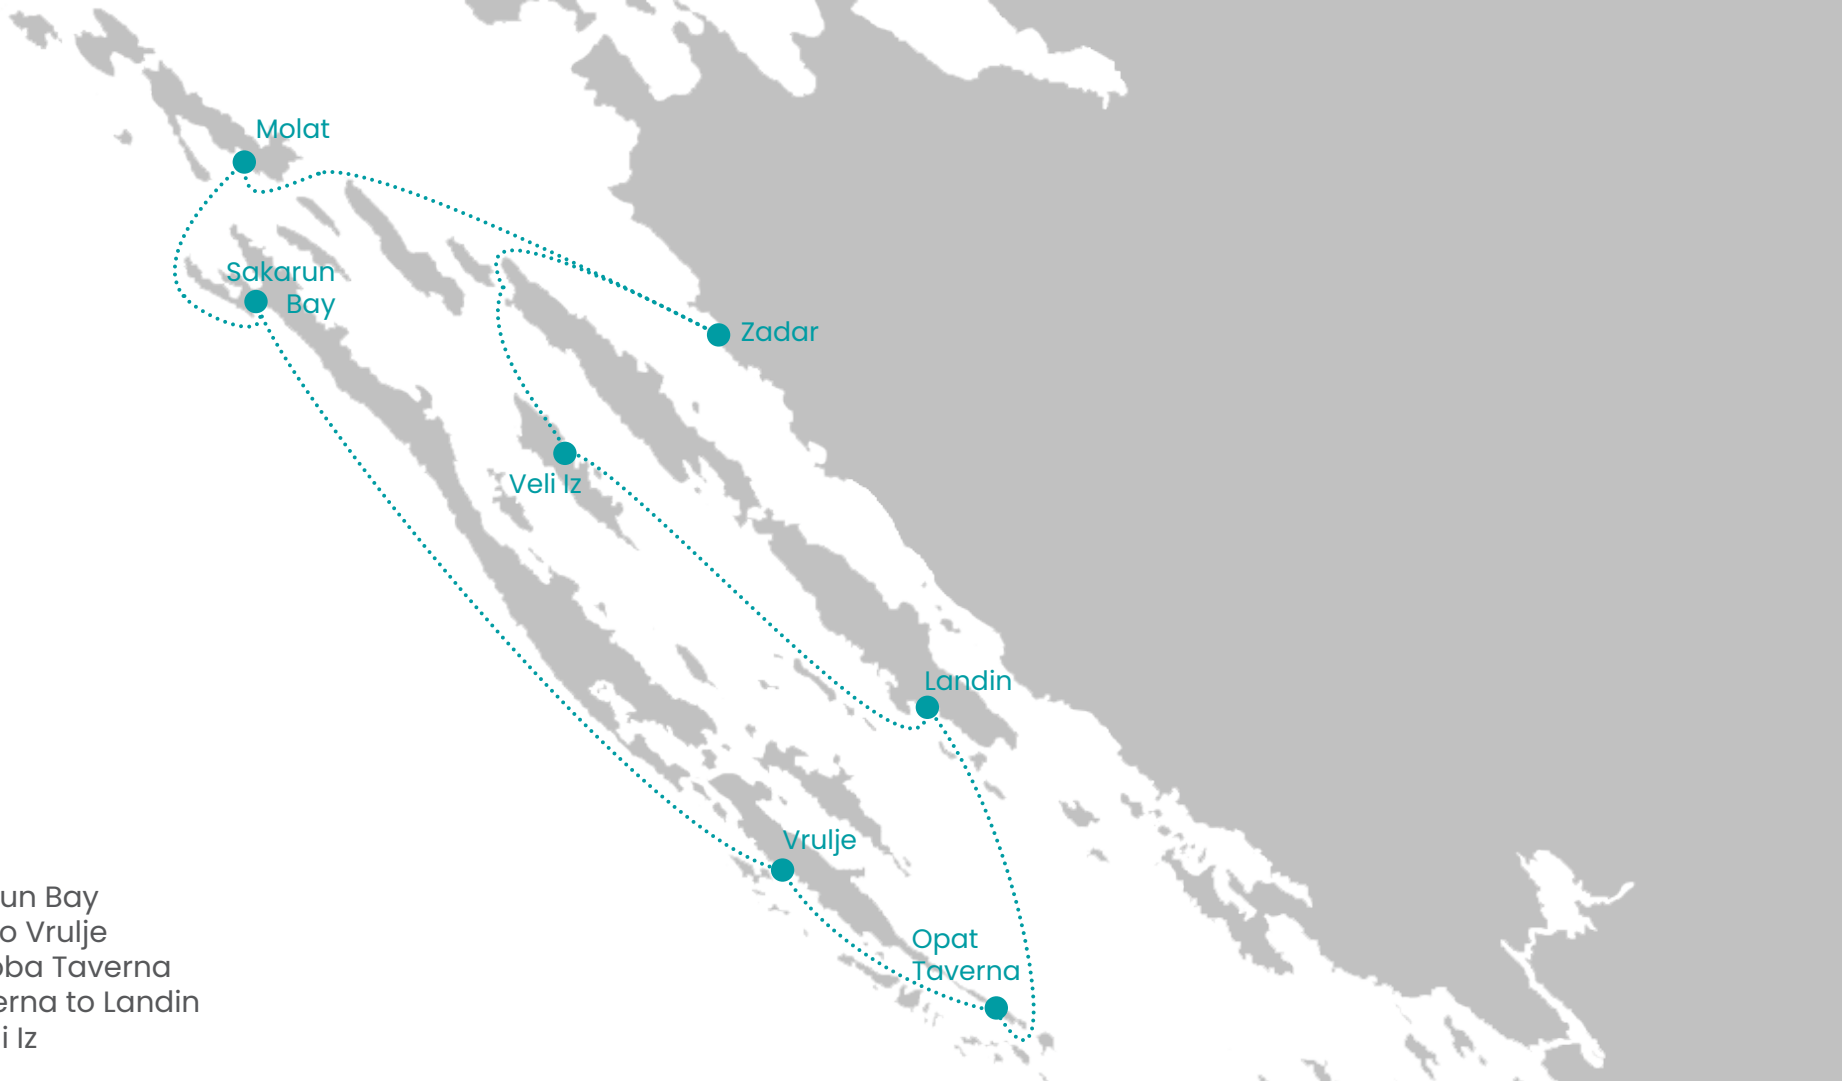 Molat
Sakarun
Bay
Zadar
Veli Iz
Landin
Vrulje
Opat
Taverna
un Bay
o Vrulje
oba Taverna
erna to Landin
i Iz